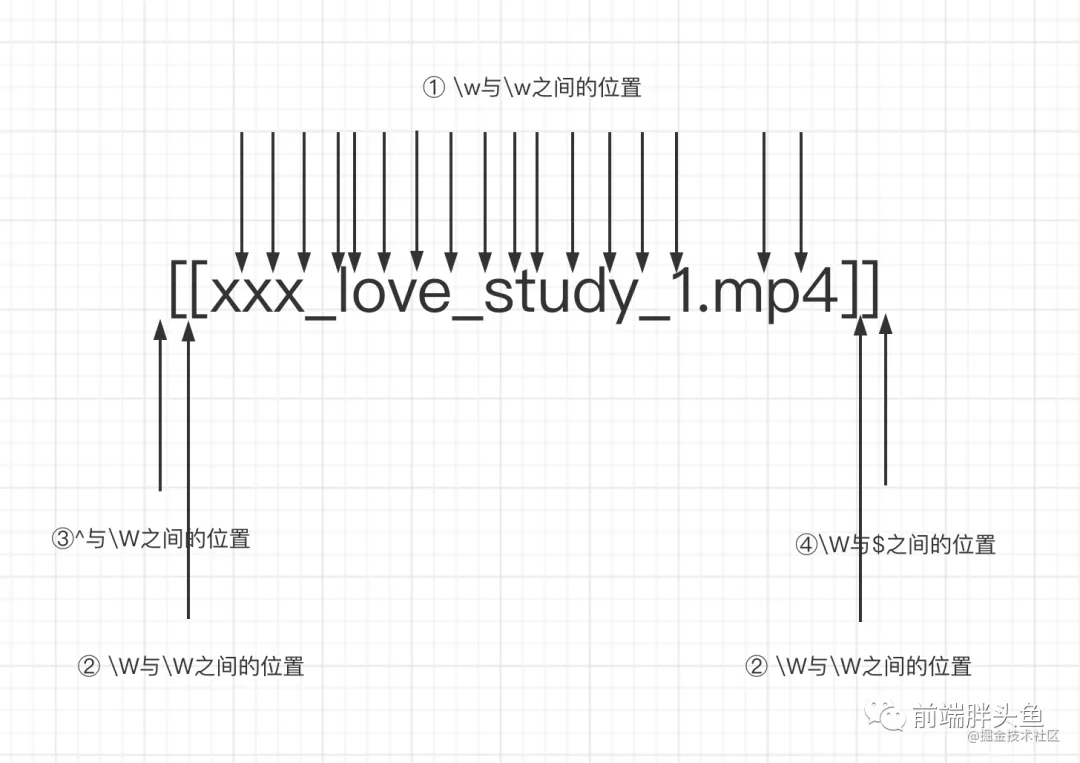 ① \w与\w之间的位置
[[xxx_love_study_1.mp4]]
③^与\W之间的位置
④\W与$之间的位置
② \W与\W之间的位置
② \W与\W之间的位置
前端胖头鱼
@掘金技术社区